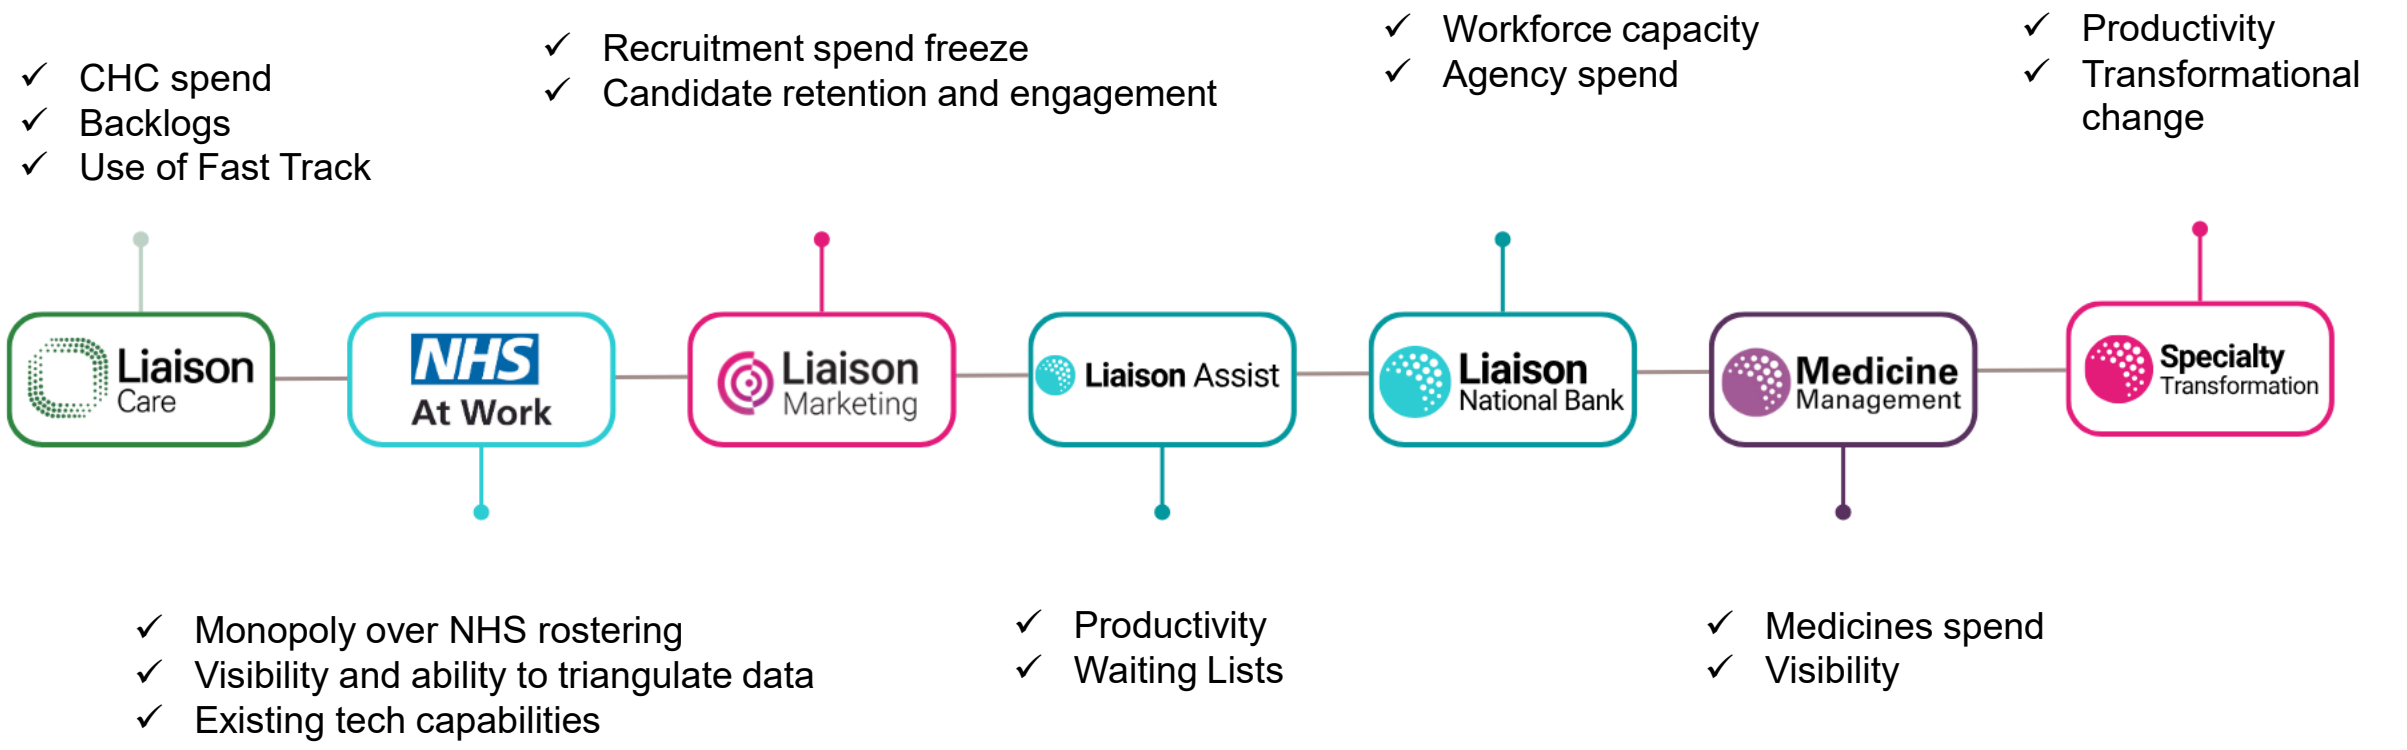 CHC spend
Backlogs
Use of Fast Track
Recruitment spend freeze
Candidate retention and engagement
Workforce capacity
Agency spend
Productivity
Transformational
change
Liaison
Care
NHS
At Work
Liaison
Marketing
Liaison Assist
Liaison
National Bank
Medicine
Management
Specialty
Transformation
Monopoly over NHS rostering
Visibility and ability to triangulate data
Existing tech capabilities
Productivity
Waiting Lists
Medicines spend
Visibility